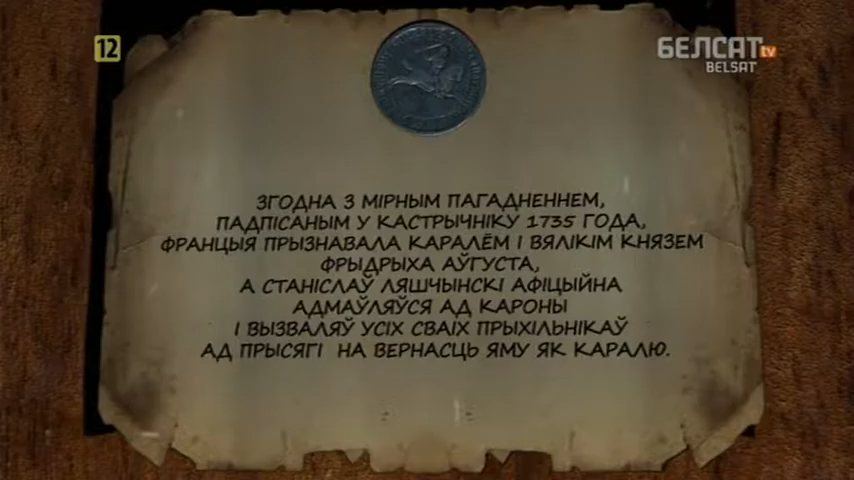 12
БЕЛСАТ tv
BELSAT
ЗГОДНА З МІРНЫМ ПАГАДНЕННЕМ,
ПАДПІСАНЫМ У КАСТРЫЧНІКУ 1735 ГОДА,
ФРАНЦЫЯ ПРЫЗНАВАЛА КАРАЛЁМ І ВЯЛІКІМ КНЯЗЕМ
ФРЫДРЫХА АЎГУСТА,
А СТАНІСЛАЎ ЛЯШЧЫНСКІ АФІЦЫЙНА
АДМАЎЛЯЎСЯ АД КАРОНЫ
І ВЫЗВАЛЯЎ УСІХ СВАІХ ПРЫХІЛЬНІКАЎ
АД ПРЫСЯГІ НА ВЕРНАСЦЬ ЯМУ ЯК КАРАЛЮ.